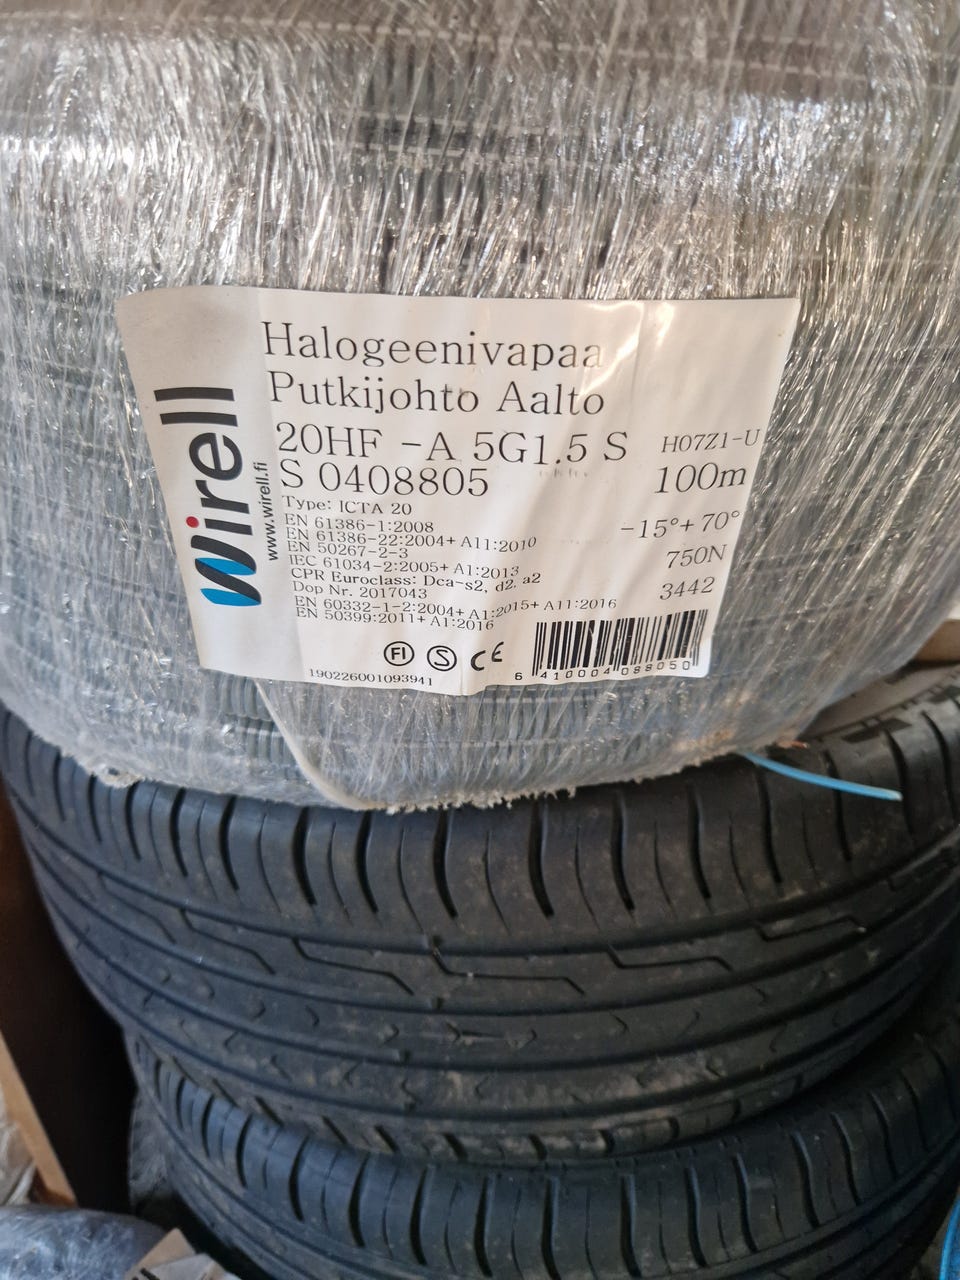 Wirell
www.wirell.fi
Halogeenivapaa
Putkijohto Aalto
20HF -A 5G1.5 S H07Z1-U
S 0408805 100m
Type: ICTA 20
EN 61386-1:2008 -15°+70°
EN 61386-22:2004+A11:2010
EN 50267-2-3 750N
IEC 61034-2:2005+A1:2013
CPR Euroclass: Dca-s2, d2, a2
Dop Nr. 2017043 3442
EN 60332-1-2:2004+A1:2015+A11:2016
EN 50399:2011+A1:2016
FI S CE
190226001093941
6 410004 088050